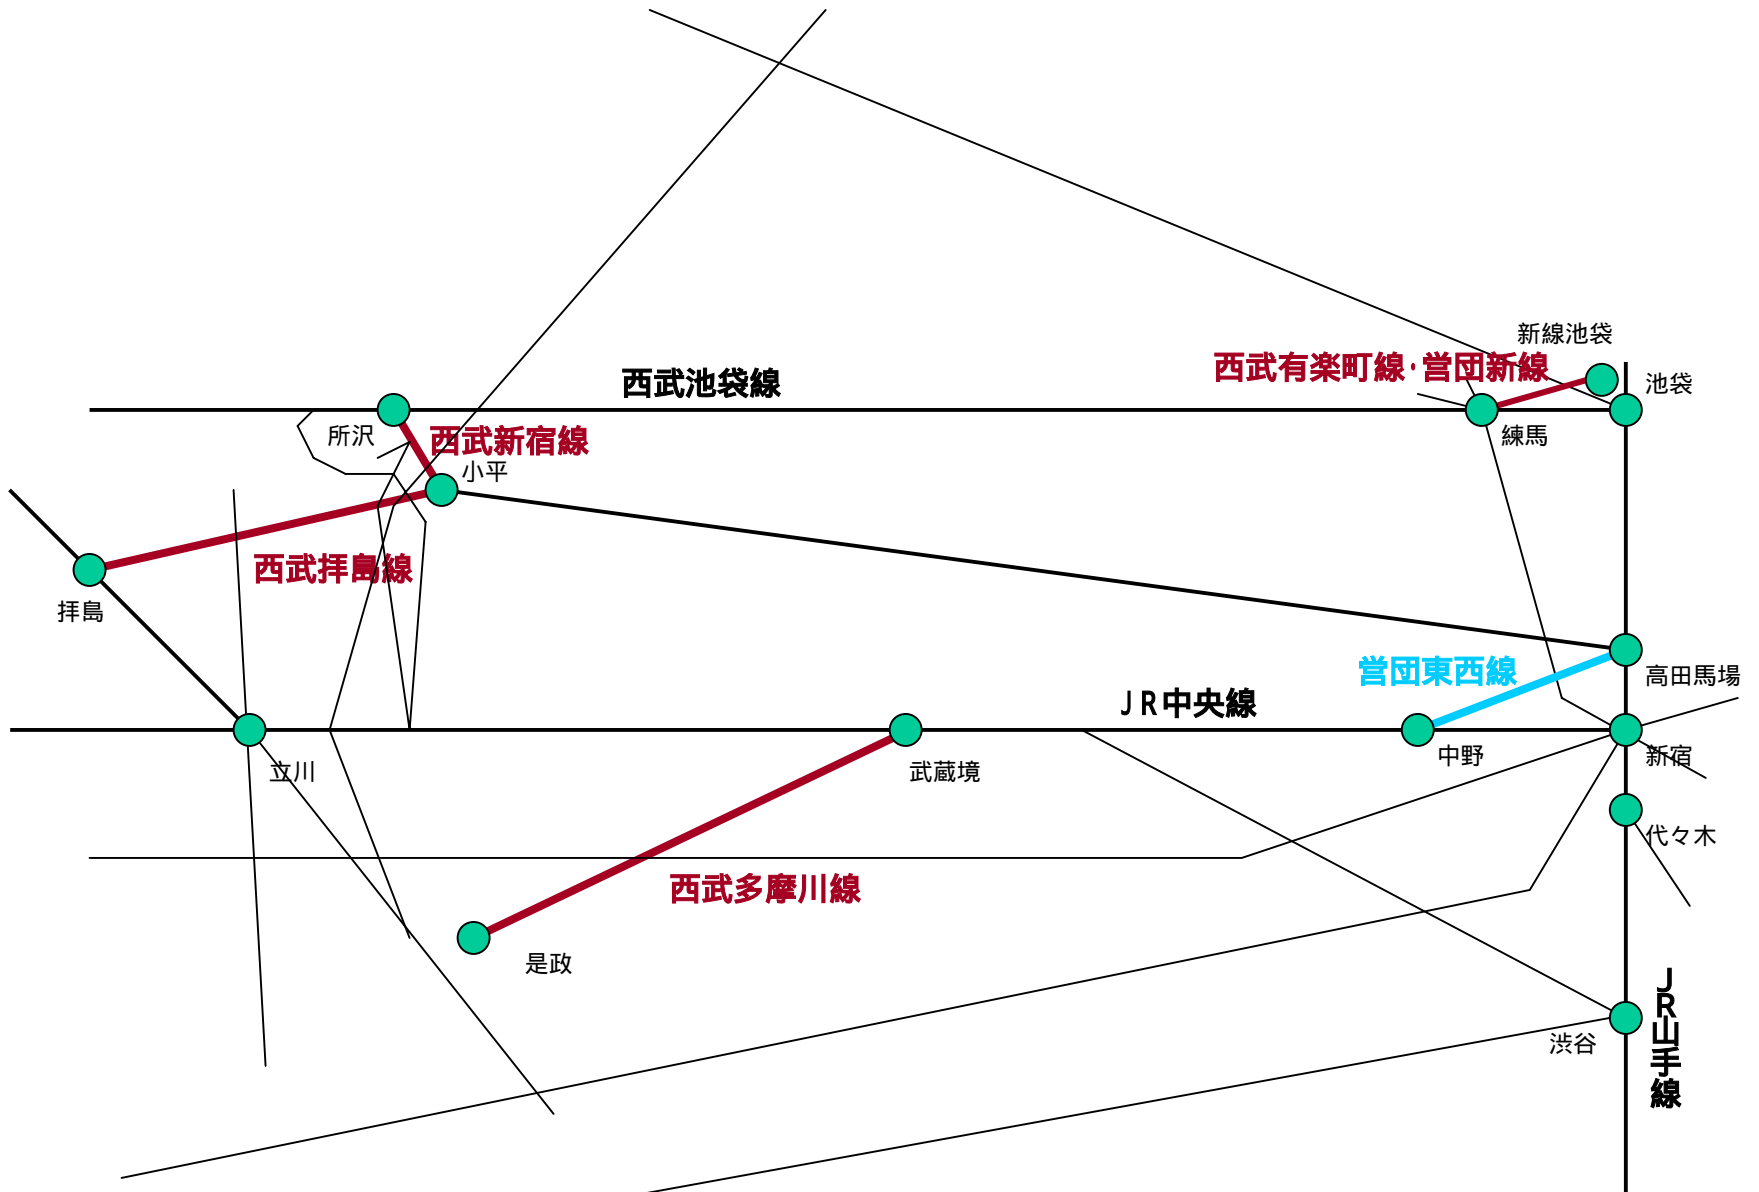 新線池袋
西武有楽町線・営団新線
西武池袋線
池袋
所沢
西武新宿線
練馬
小平
西武拝島線
拝島
営団東西線
高田馬場
ＪＲ中央線
立川
武蔵境
中野
新宿
代々木
西武多摩川線
是政
ＪＲ山手線
渋谷